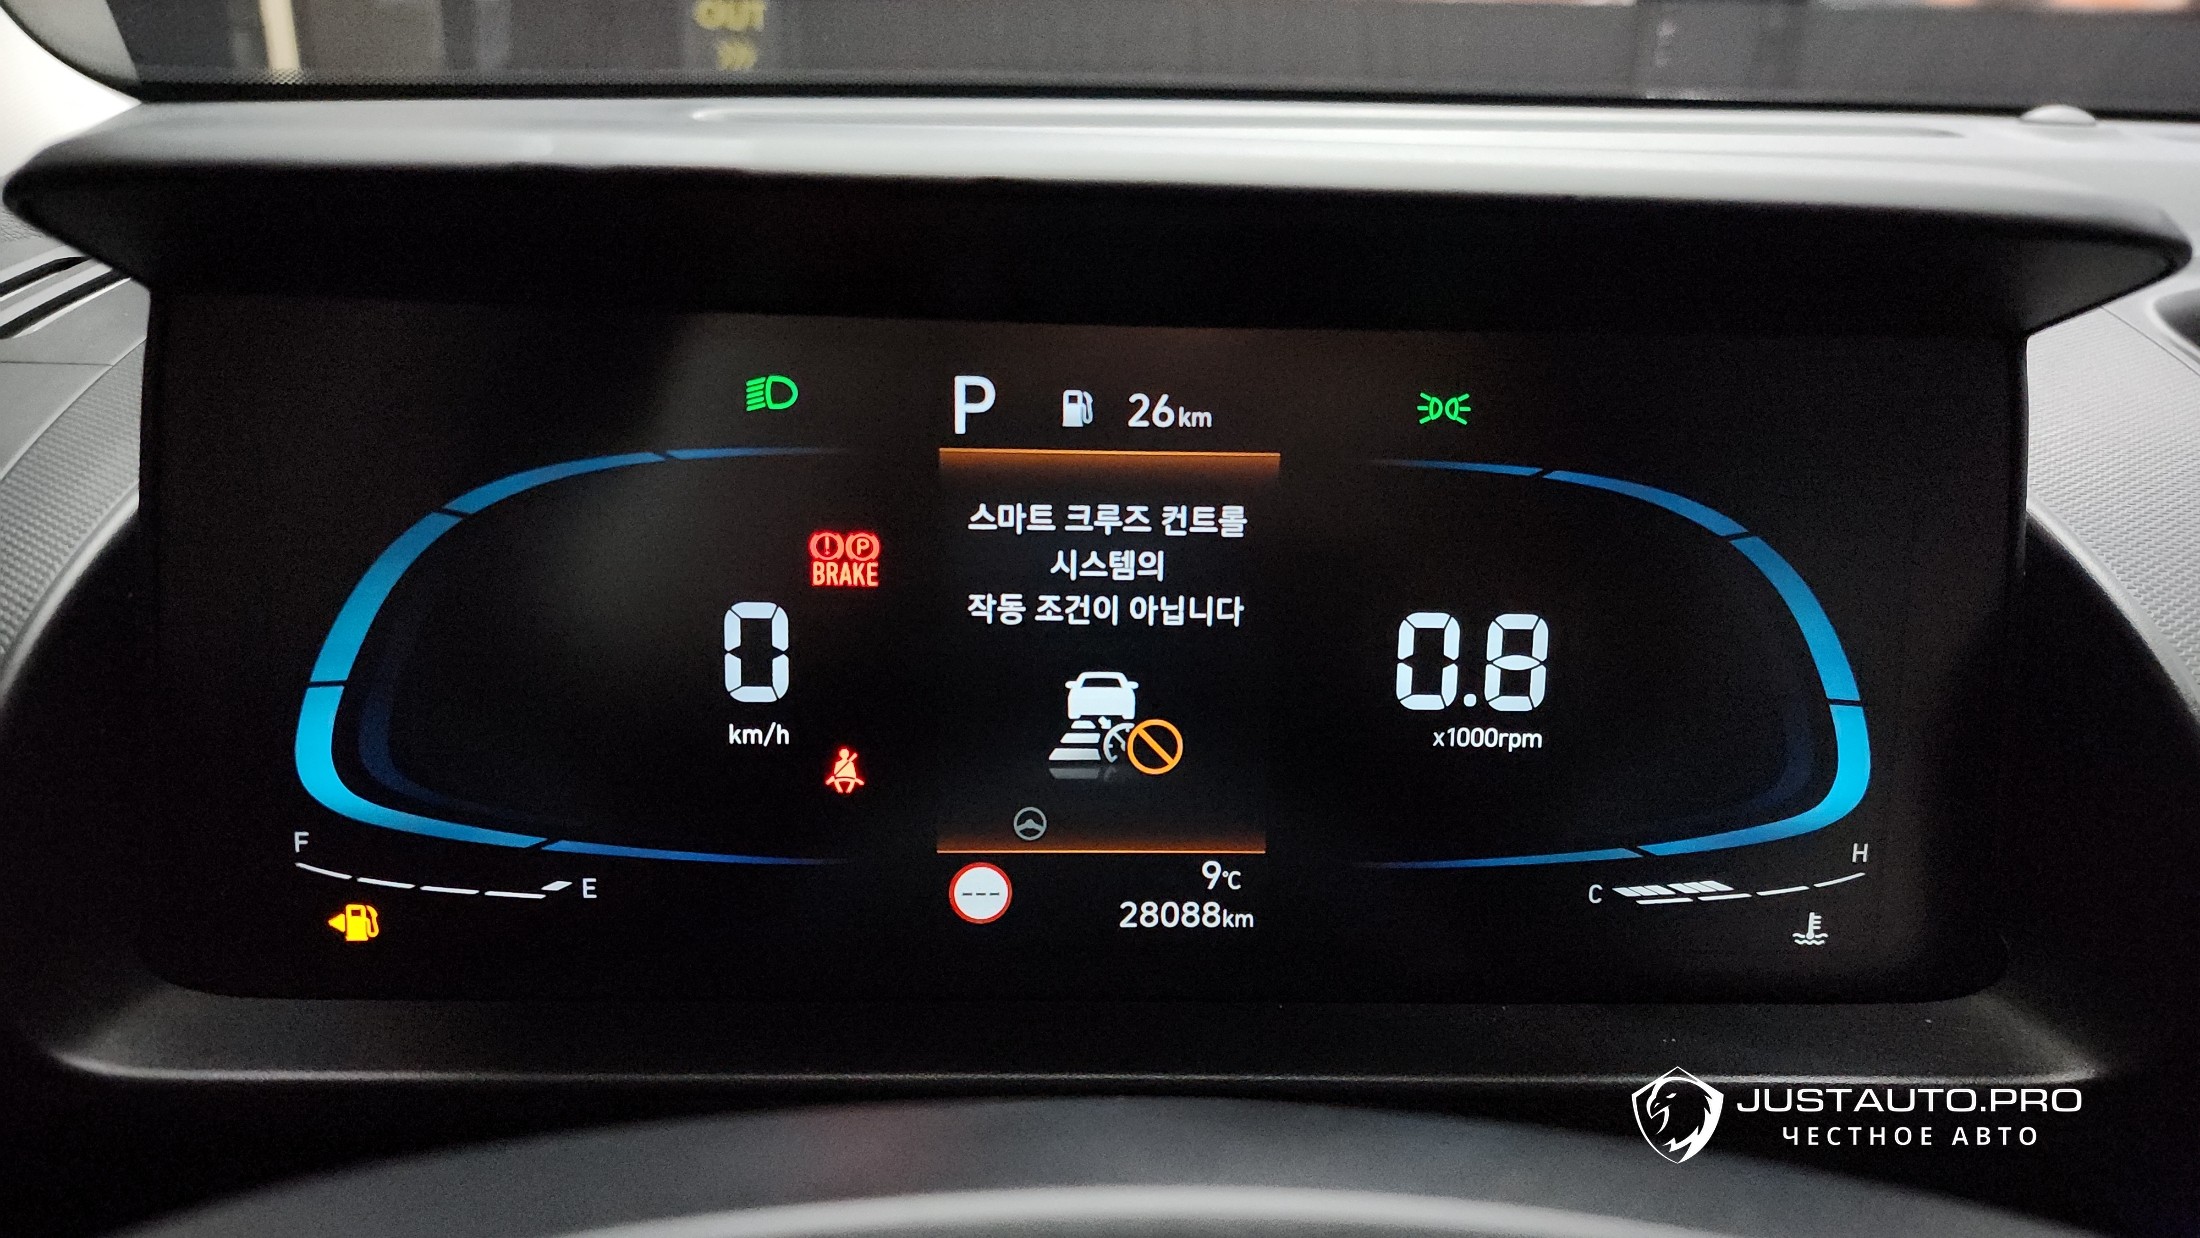 OUT
P 26km
스마트 크루즈 컨트롤
시스템의
작동 조건이 아닙니다
BRAKE
0
km/h
0.8
x1000rpm
F
E
C
H
---
9℃
28088km
JUSTAUTO.PRO
ЧЕСТНОЕ АВТО